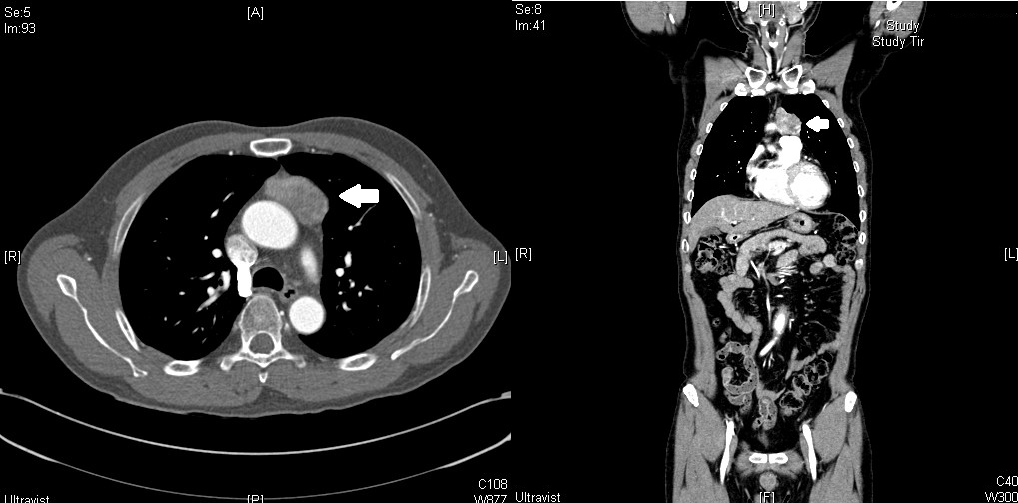 Se:5
Im:93
[A]
[R]
[L]
C108
W877
Ultravist
[P]
Se:8
Im:41
[H]
Study
Study Tir
[R]
[L]
C40
W300
Ultravist
[F]